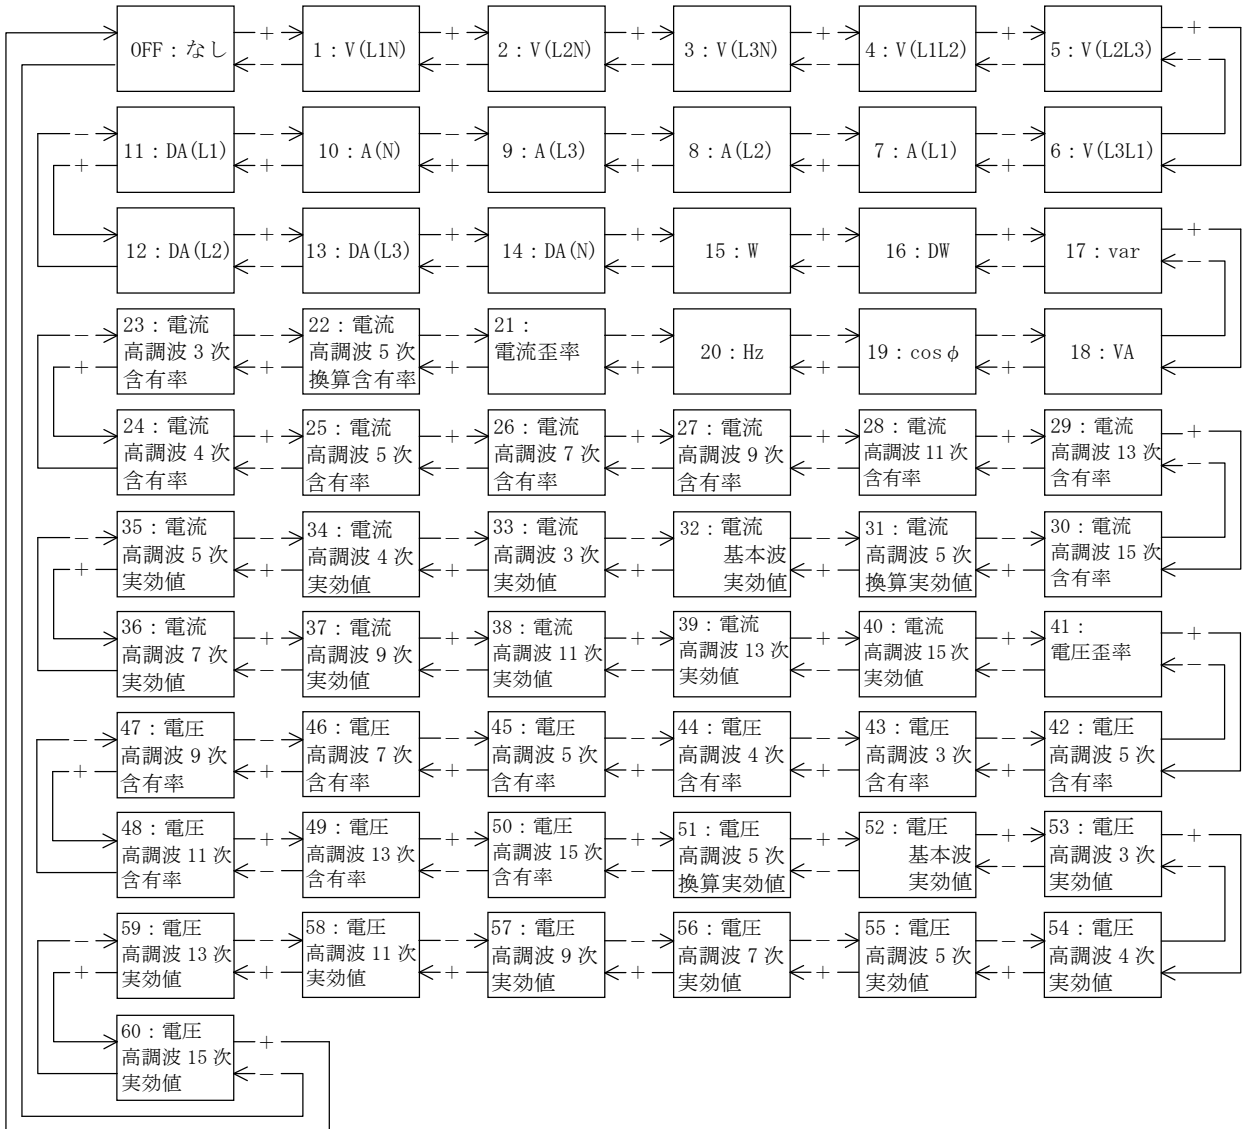 OFF：なし
1：V(L1N)
2：V(L2N)
3：V(L3N)
4：V(L1L2)
5：V(L2L3)
11：DA(L1)
10：A(N)
9：A(L3)
8：A(L2)
7：A(L1)
6：V(L3L1)
12：DA(L2)
13：DA(L3)
14：DA(N)
15：W
16：DW
17：var
23：電流
高調波 3 次
含有率
22：電流
高調波 5 次
換算含有率
21：
電流歪率
20：Hz
19：cosφ
18：VA
24：電流
高調波 4 次
含有率
25：電流
高調波 5 次
含有率
26：電流
高調波 7 次
含有率
27：電流
高調波 9 次
含有率
28：電流
高調波 11 次
含有率
29：電流
高調波 13 次
含有率
35：電流
高調波 5 次
実効値
34：電流
高調波 4 次
実効値
33：電流
高調波 3 次
実効値
32：電流
基本波
実効値
31：電流
高調波 5 次
換算実効値
30：電流
高調波 15 次
含有率
36：電流
高調波 7 次
実効値
37：電流
高調波 9 次
実効値
38：電流
高調波 11 次
実効値
39：電流
高調波 13 次
実効値
40：電流
高調波 15 次
実効値
41：
電圧歪率
47：電圧
高調波 9 次
含有率
46：電圧
高調波 7 次
含有率
45：電圧
高調波 5 次
含有率
44：電圧
高調波 4 次
含有率
43：電圧
高調波 3 次
含有率
42：電圧
高調波 5 次
含有率
48：電圧
高調波 11 次
含有率
49：電圧
高調波 13 次
含有率
50：電圧
高調波 15 次
含有率
51：電圧
高調波 5 次
換算実効値
52：電圧
基本波
実効値
53：電圧
高調波 3 次
実効値
59：電圧
高調波 13 次
実効値
58：電圧
高調波 11 次
実効値
57：電圧
高調波 9 次
実効値
56：電圧
高調波 7 次
実効値
55：電圧
高調波 5 次
実効値
54：電圧
高調波 4 次
実効値
60：電圧
高調波 15 次
実効値